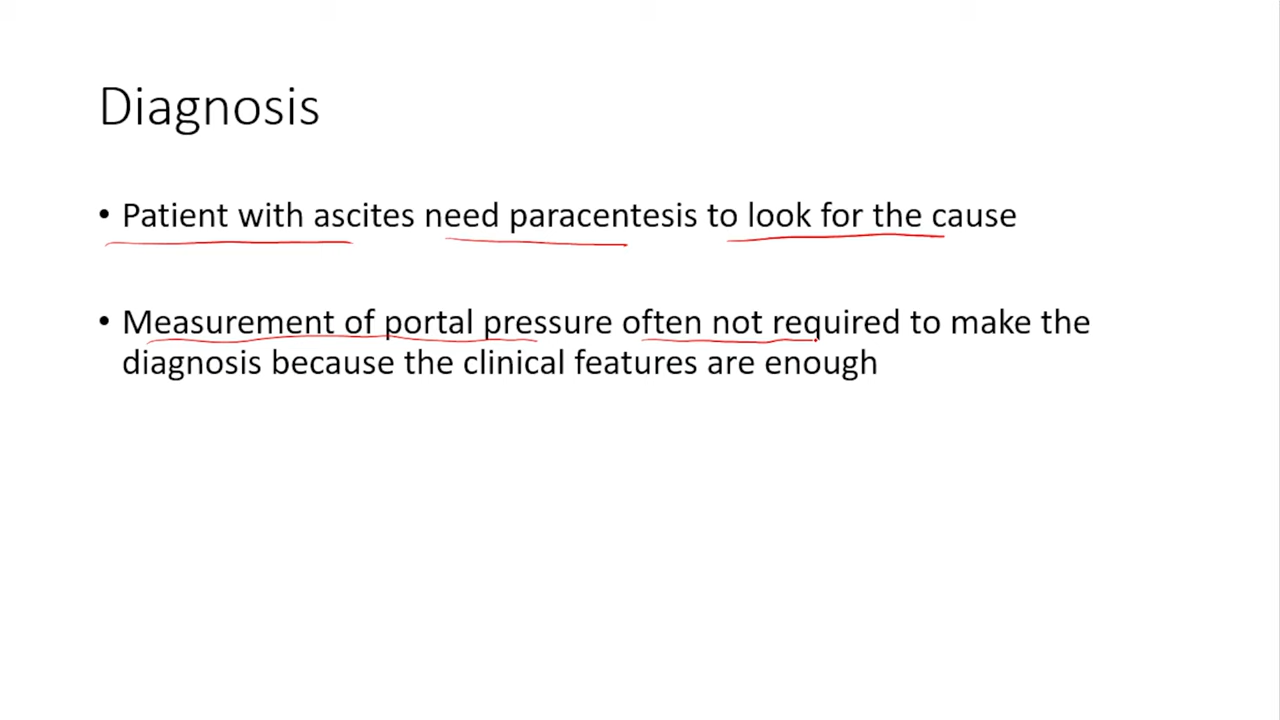 Diagnosis
• Patient with ascites need paracentesis to look for the cause
• Measurement of portal pressure often not required to make the
diagnosis because the clinical features are enough